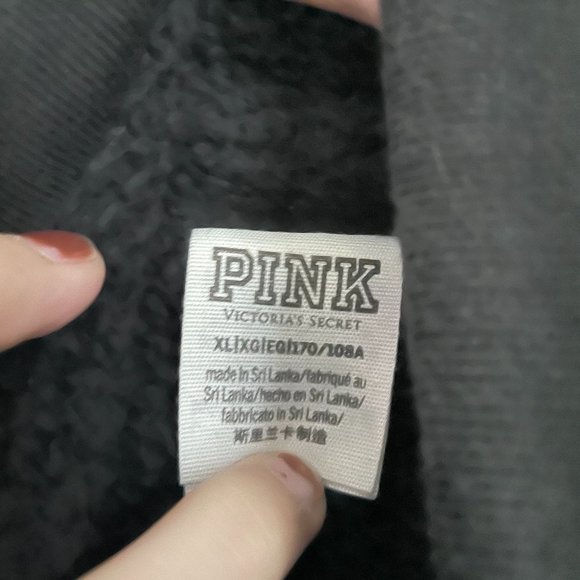 PINK
VICTORIA'S SECRET
XL|XG|EG|170/108A
made in Sri Lanka/fabriqué au
Sri Lanka/hecho en Sri Lanka/
fabbricato in Sri Lanka/
斯里兰卡制造